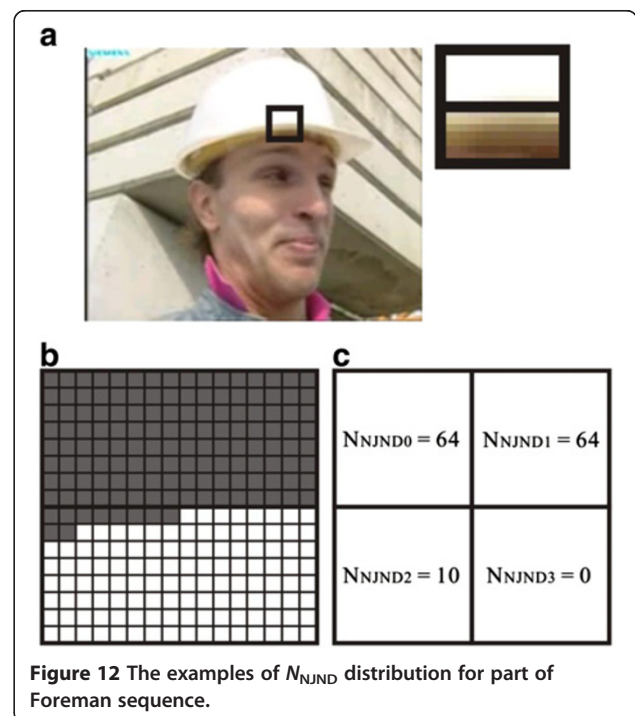 a
SIEMENS
b
c
NNJND0 = 64
NNJND1 = 64
NNJND2 = 10
NNJND3 = 0
Figure 12 The examples of NNJND distribution for part of
Foreman sequence.